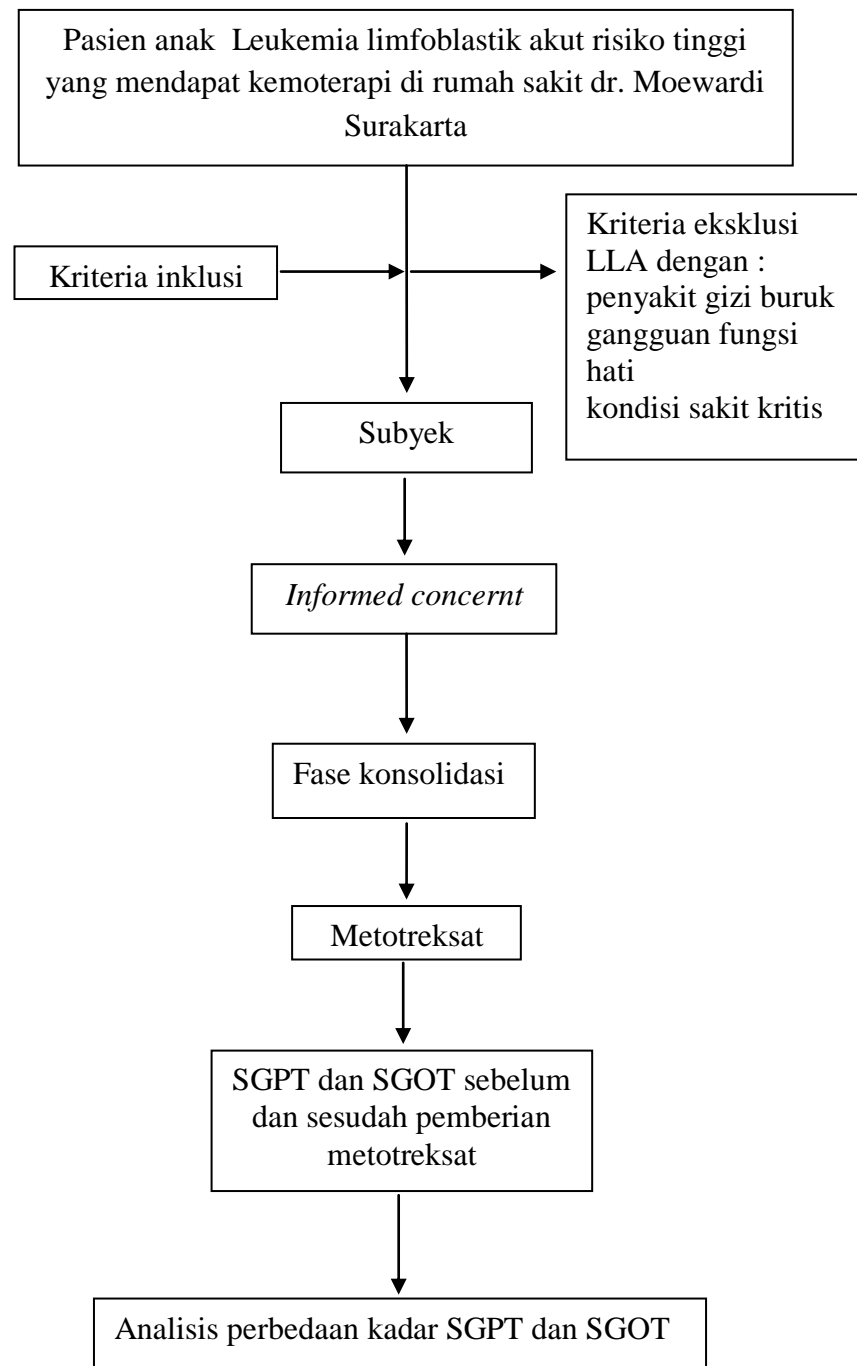 Pasien anak Leukemia limfoblastik akut risiko tinggi
yang mendapat kemoterapi di rumah sakit dr. Moewardi
Surakarta
Kriteria inklusi
Kriteria eksklusi
LLA dengan :
penyakit gizi buruk
gangguan fungsi
hati
kondisi sakit kritis
Subyek
Informed concernt
Fase konsolidasi
Metotreksat
SGPT dan SGOT sebelum
dan sesudah pemberian
metotreksat
Analisis perbedaan kadar SGPT dan SGOT